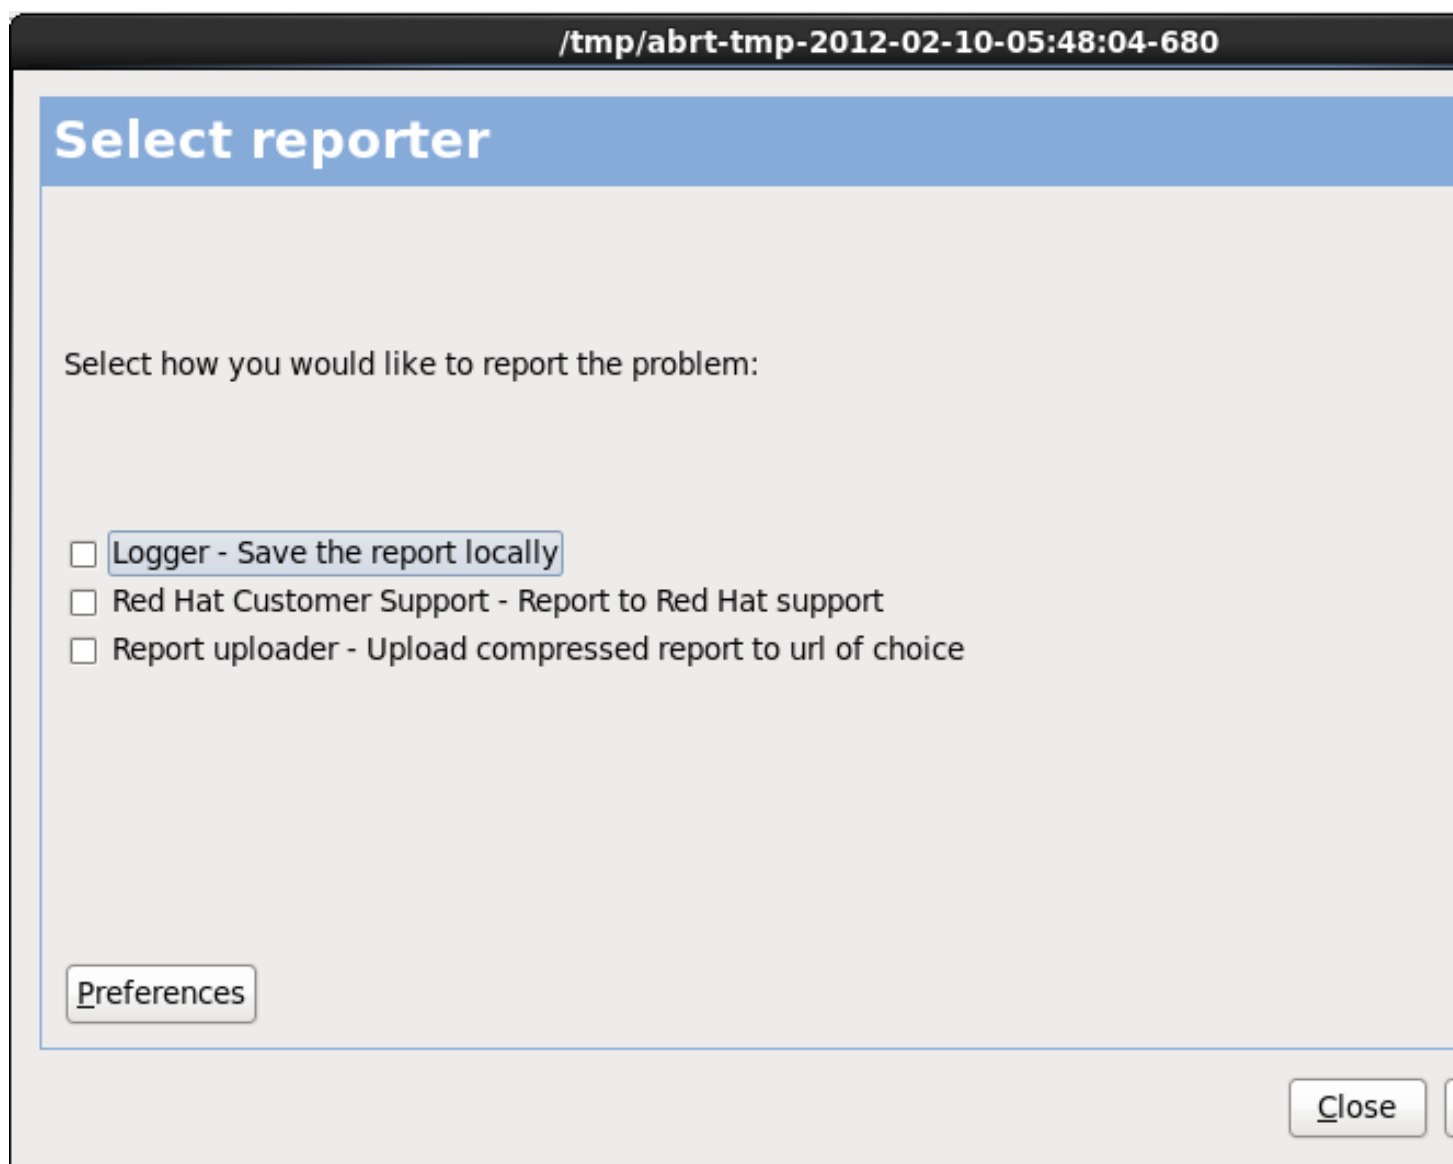 /tmp/abrt-tmp-2012-02-10-05:48:04-680
Select reporter
Select how you would like to report the problem:
Logger - Save the report locally
Red Hat Customer Support - Report to Red Hat support
Report uploader - Upload compressed report to url of choice
Preferences
Close